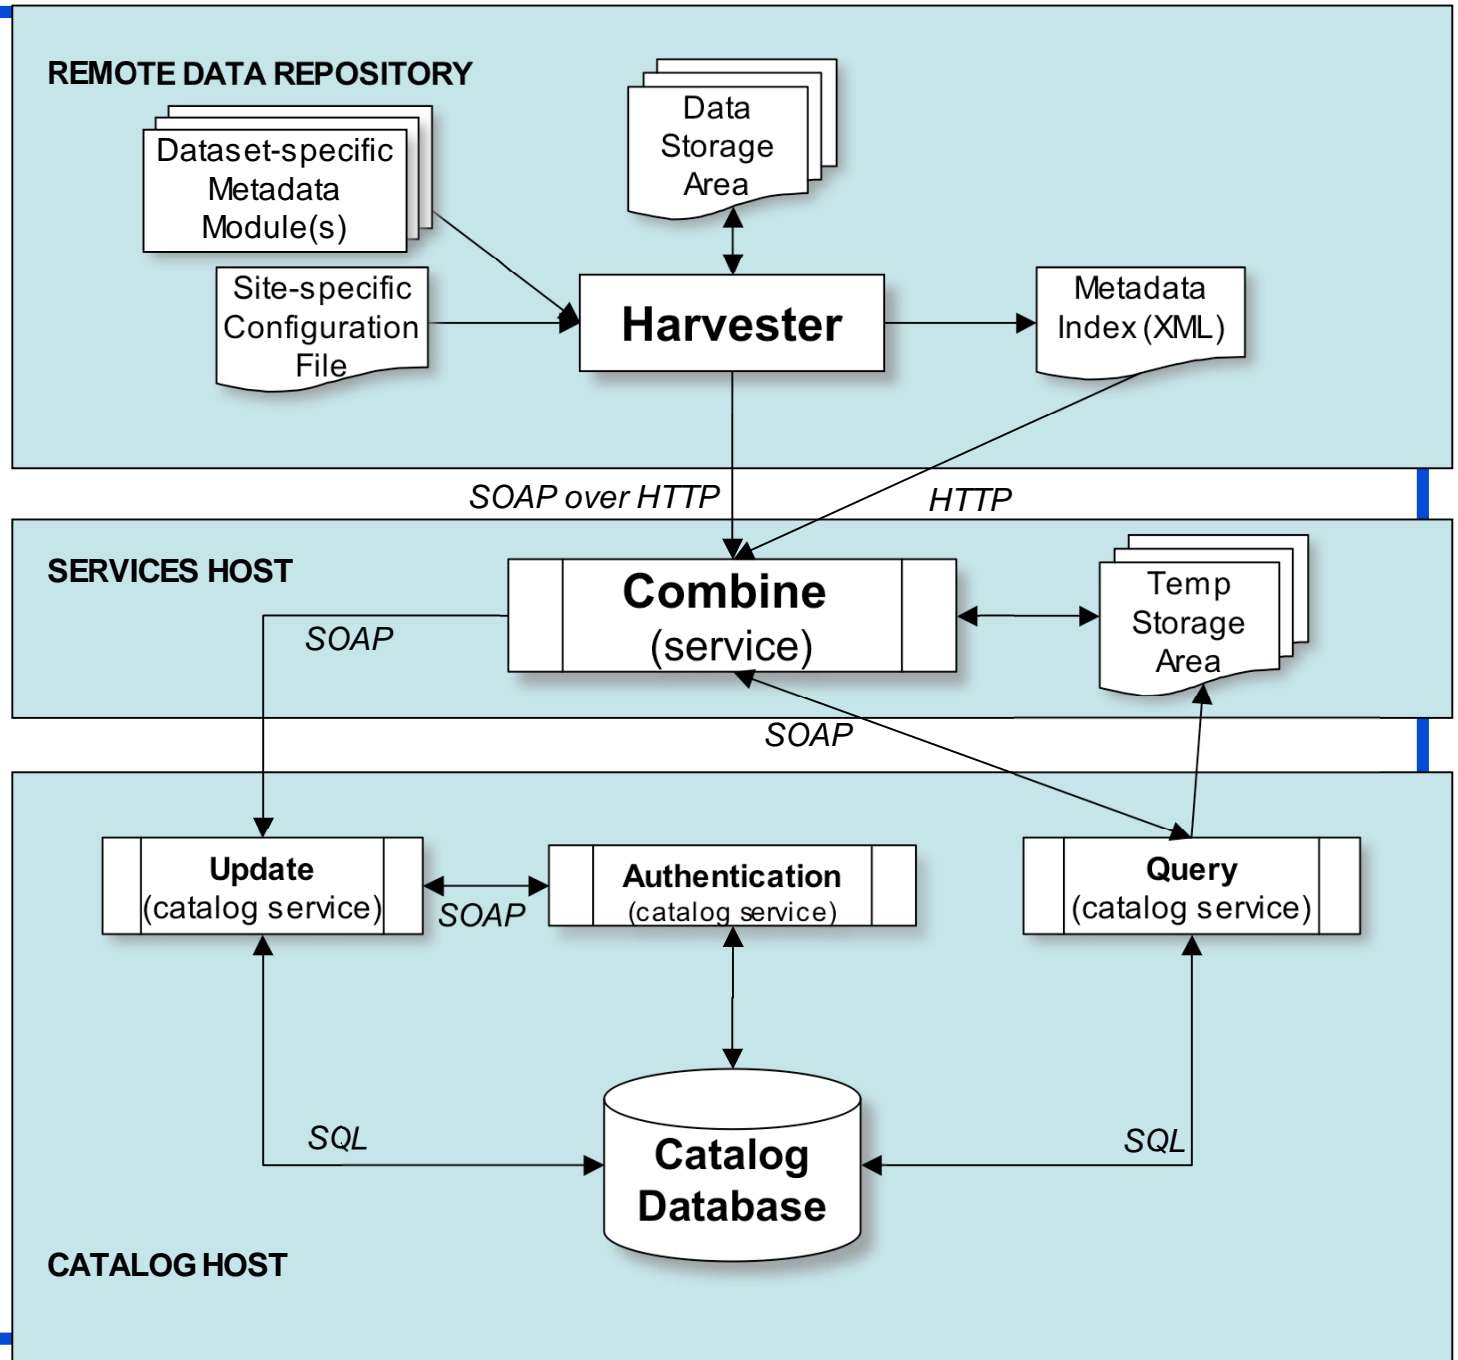 REMOTE DATA REPOSITORY
Dataset-specific
Metadata
Module(s)
Data
Storage
Area
Site-specific
Configuration
File
Harvester
Metadata
Index (XML)
SOAP over HTTP
HTTP
SERVICES HOST
Combine
(service)
Temp
Storage
Area
SOAP
SOAP
Update
(catalog service)
SOAP
Authentication
(catalog service)
Query
(catalog service)
SQL
SQL
Catalog
Database
CATALOG HOST